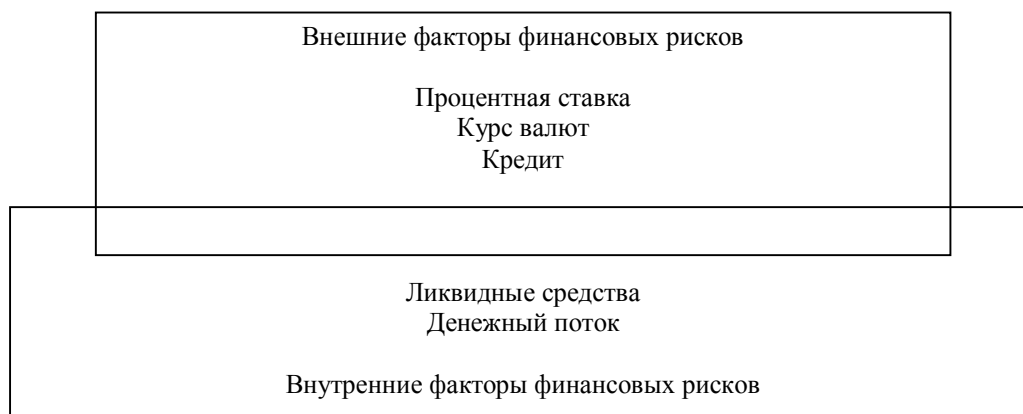 Внешние факторы финансовых рисков
Процентная ставка
Курс валют
Кредит
Ликвидные средства
Денежный поток
Внутренние факторы финансовых рисков